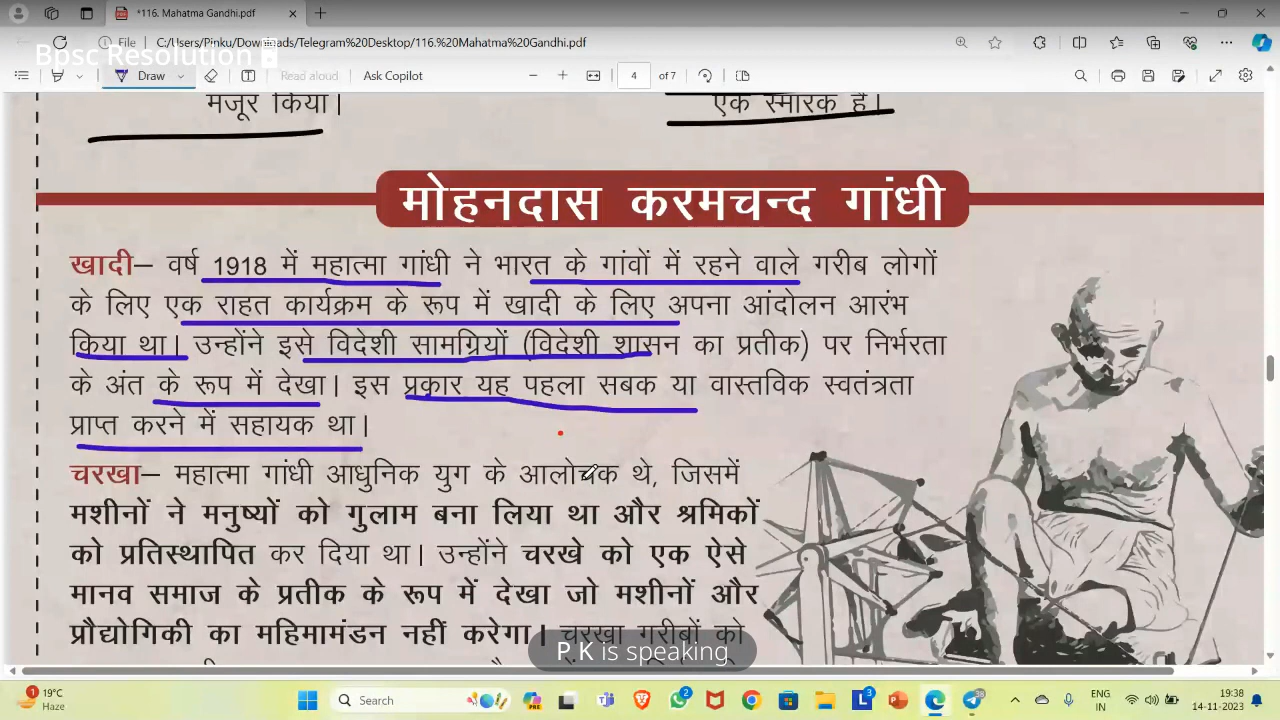 *116. Mahatma Gandhi.pdf
File C:/Users/Pinku/Downloads/Telegram%20Desktop/116.%20Mahatma%20Gandhi.pdf
Bpsc Resolution
Draw Read aloud Ask Copilot 4 of 7
मंजूर किया।
एक स्मारक है।
मोहनदास करमचन्द गांधी
खादी– वर्ष 1918 में महात्मा गांधी ने भारत के गांवों में रहने वाले गरीब लोगों
के लिए एक राहत कार्यक्रम के रूप में खादी के लिए अपना आंदोलन आरंभ
किया था। उन्होंने इसे विदेशी सामग्रियों (विदेशी शासन का प्रतीक) पर निर्भरता
के अंत के रूप में देखा। इस प्रकार यह पहला सबक या वास्तविक स्वतंत्रता
प्राप्त करने में सहायक था।
चरखा– महात्मा गांधी आधुनिक युग के आलोचक थे, जिसमें
मशीनों ने मनुष्यों को गुलाम बना लिया था और श्रमिकों
को प्रतिस्थापित कर दिया था। उन्होंने चरखे को एक ऐसे
मानव समाज के प्रतीक के रूप में देखा जो मशीनों और
प्रौद्योगिकी का महिमामंडन नहीं करेगा। चरखा गरीबों को
P K is speaking
1 19°C
Haze
Search
2
3
38
ENG
IN
19:38
14-11-2023